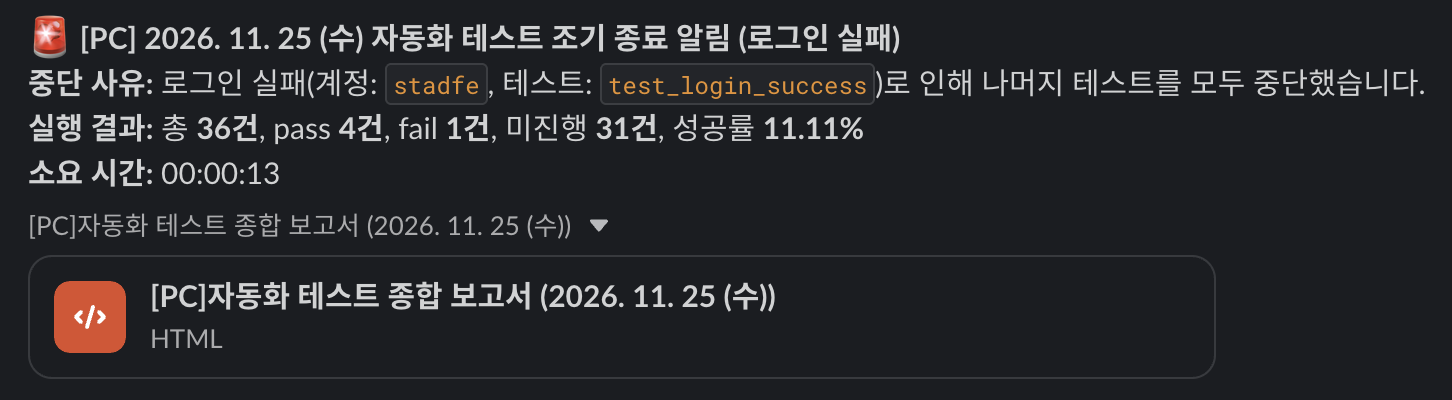 [PC] 2026. 11. 25 (수) 자동화 테스트 조기 종료 알림 (로그인 실패)
중단 사유: 로그인 실패(계정: stadfe, 테스트: test_login_success)로 인해 나머지 테스트를 모두 중단했습니다.
실행 결과: 총 36건, pass 4건, fail 1건, 미진행 31건, 성공률 11.11%
소요 시간: 00:00:13
[PC]자동화 테스트 종합 보고서 (2026. 11. 25 (수))
[PC]자동화 테스트 종합 보고서 (2026. 11. 25 (수))
HTML